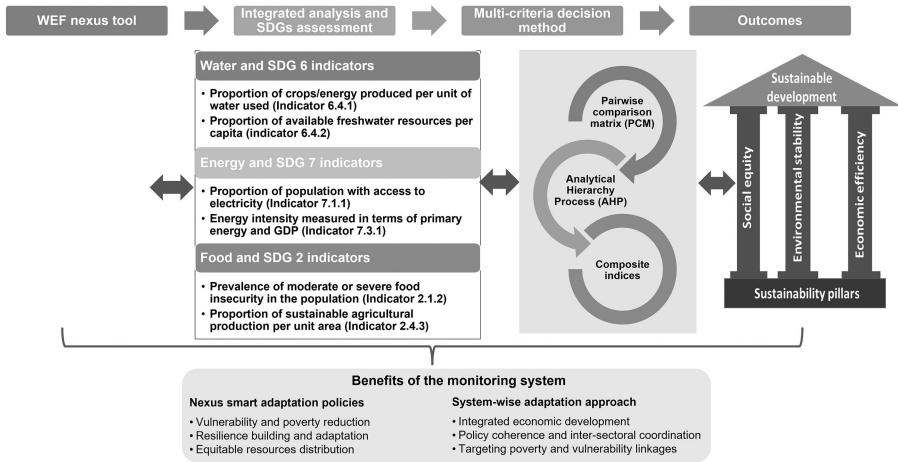 WEF nexus tool
Integrated analysis and
SDGs assessment
Multi-criteria decision
method
Outcomes
Water and SDG 6 indicators
• Proportion of crops/energy produced per unit of
water used (Indicator 6.4.1)
• Proportion of available freshwater resources per
capita (indicator 6.4.2)
Energy and SDG 7 indicators
• Proportion of population with access to
electricity (Indicator 7.1.1)
• Energy intensity measured in terms of primary
energy and GDP (Indicator 7.3.1)
Food and SDG 2 indicators
• Prevalence of moderate or severe food
insecurity in the population (Indicator 2.1.2)
• Proportion of sustainable agricultural
production per unit area (Indicator 2.4.3)
Pairwise
comparison
matrix (PCM)
Analytical
Hierarchy
Process (AHP)
Composite
indices
Sustainable
development
Social equity
Environmental stability
Economic efficiency
Sustainability pillars
Benefits of the monitoring system
Nexus smart adaptation policies
• Vulnerability and poverty reduction
• Resilience building and adaptation
• Equitable resources distribution
System-wise adaptation approach
• Integrated economic development
• Policy coherence and inter-sectoral coordination
• Targeting poverty and vulnerability linkages